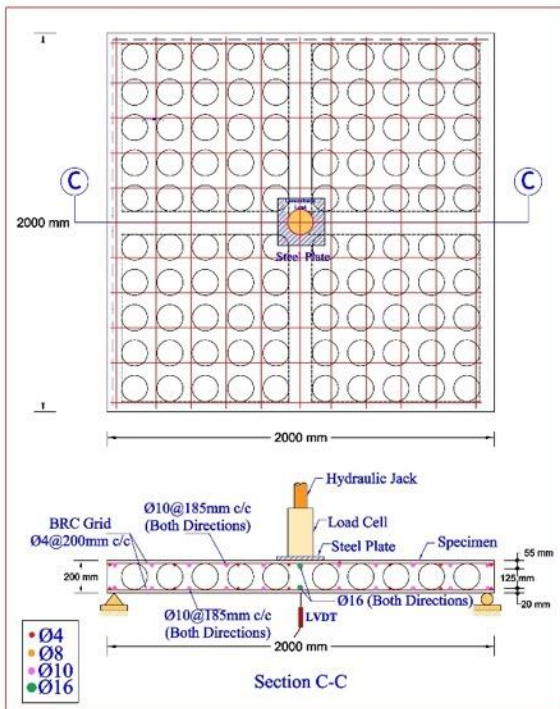 C
C
2000 mm
Load
Steel Plate
2000 mm
Hydraulic Jack
Ø10@185mm c/c
(Both Directions)
BRC Grid
Ø4@200mm c/c
Load Cell
Steel Plate
Specimen
55 mm
200 mm
125 mm
20 mm
Ø16 (Both Directions)
Ø10@185mm c/c
(Both Directions)
LVDT
2000 mm
Ø4
Ø8
Ø10
Ø16
Section C-C